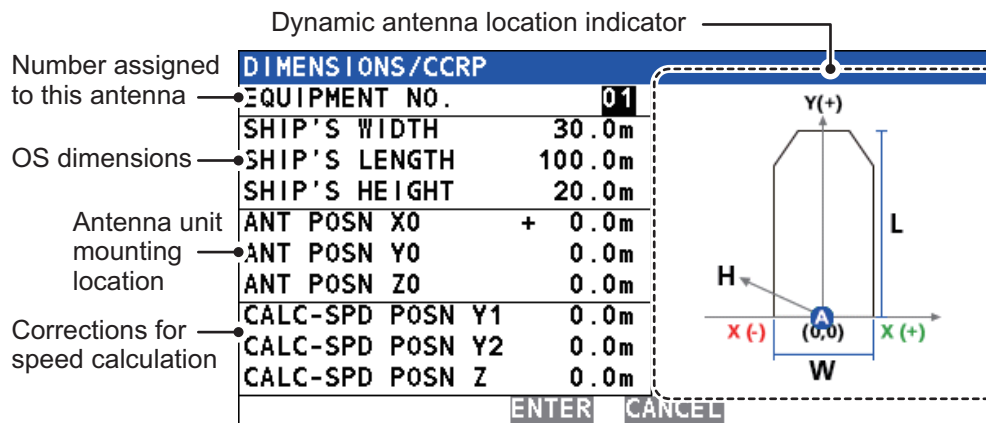 Dynamic antenna location indicator
Number assigned
to this antenna
OS dimensions
Antenna unit
mounting
location
Corrections for
speed calculation
DIMENSIONS/CCRP
EQUIPMENT NO. 01
SHIP'S WIDTH 30.0m
SHIP'S LENGTH 100.0m
SHIP'S HEIGHT 20.0m
ANT POSN X0 + 0.0m
ANT POSN Y0 0.0m
ANT POSN Z0 0.0m
CALC-SPD POSN Y1 0.0m
CALC-SPD POSN Y2 0.0m
CALC-SPD POSN Z 0.0m
ENTER CANCEL
Y(+)
L
H
A
X (-) (0,0) X (+)
W